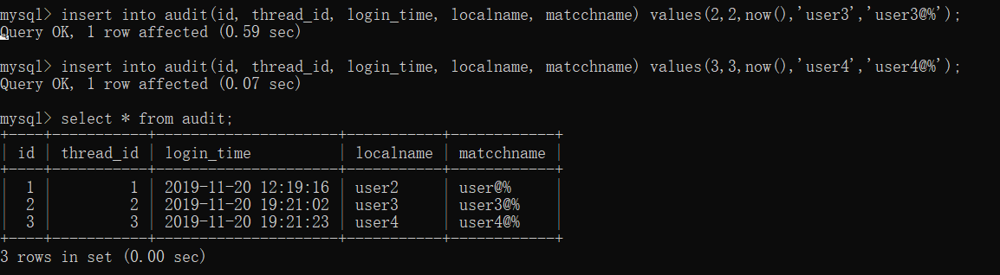 mysql> insert into audit(id, thread_id, login_time, localname, matcchname) values(2,2,now(),'user3','user3@%');
Query OK, 1 row affected (0.59 sec)
mysql> insert into audit(id, thread_id, login_time, localname, matcchname) values(3,3,now(),'user4','user4@%');
Query OK, 1 row affected (0.07 sec)
mysql> select * from audit;
+----+-----------+---------------------+-----------+------------+
| id | thread_id | login_time | localname | matcchname |
+----+-----------+---------------------+-----------+------------+
| 1 | 1 | 2019-11-20 12:19:16 | user2 | user@% |
| 2 | 2 | 2019-11-20 19:21:02 | user3 | user3@% |
| 3 | 3 | 2019-11-20 19:21:23 | user4 | user4@% |
+----+-----------+---------------------+-----------+------------+
3 rows in set (0.00 sec)